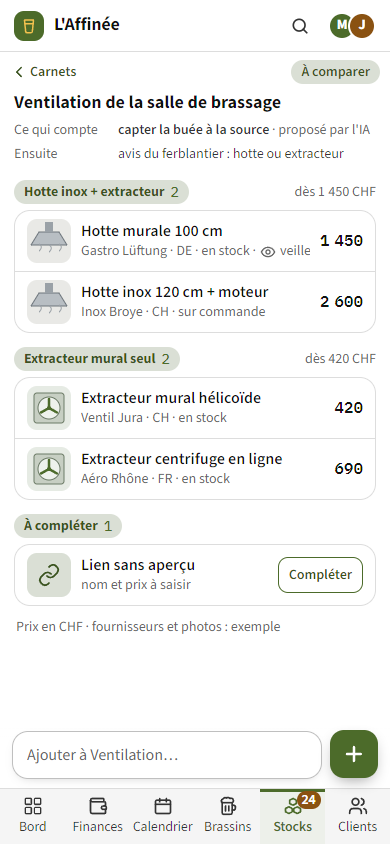 L'Affinée
M J
Carnets
À comparer
Ventilation de la salle de brassage
Ce qui compte capter la buée à la source · proposé par l'IA
Ensuite avis du ferblantier : hotte ou extracteur
Hotte inox + extracteur 2 dès 1 450 CHF
Hotte murale 100 cm
Gastro Lüftung · DE · en stock · veille
1 450
Hotte inox 120 cm + moteur
Inox Broye · CH · sur commande
2 600
Extracteur mural seul 2 dès 420 CHF
Extracteur mural hélicoïde
Ventil Jura · CH · en stock
420
Extracteur centrifuge en ligne
Aéro Rhône · FR · en stock
690
À compléter 1
Lien sans aperçu
nom et prix à saisir
Compléter
Prix en CHF · fournisseurs et photos : exemple
Ajouter à Ventilation…
24
Bord Finances Calendrier Brassins Stocks Clients